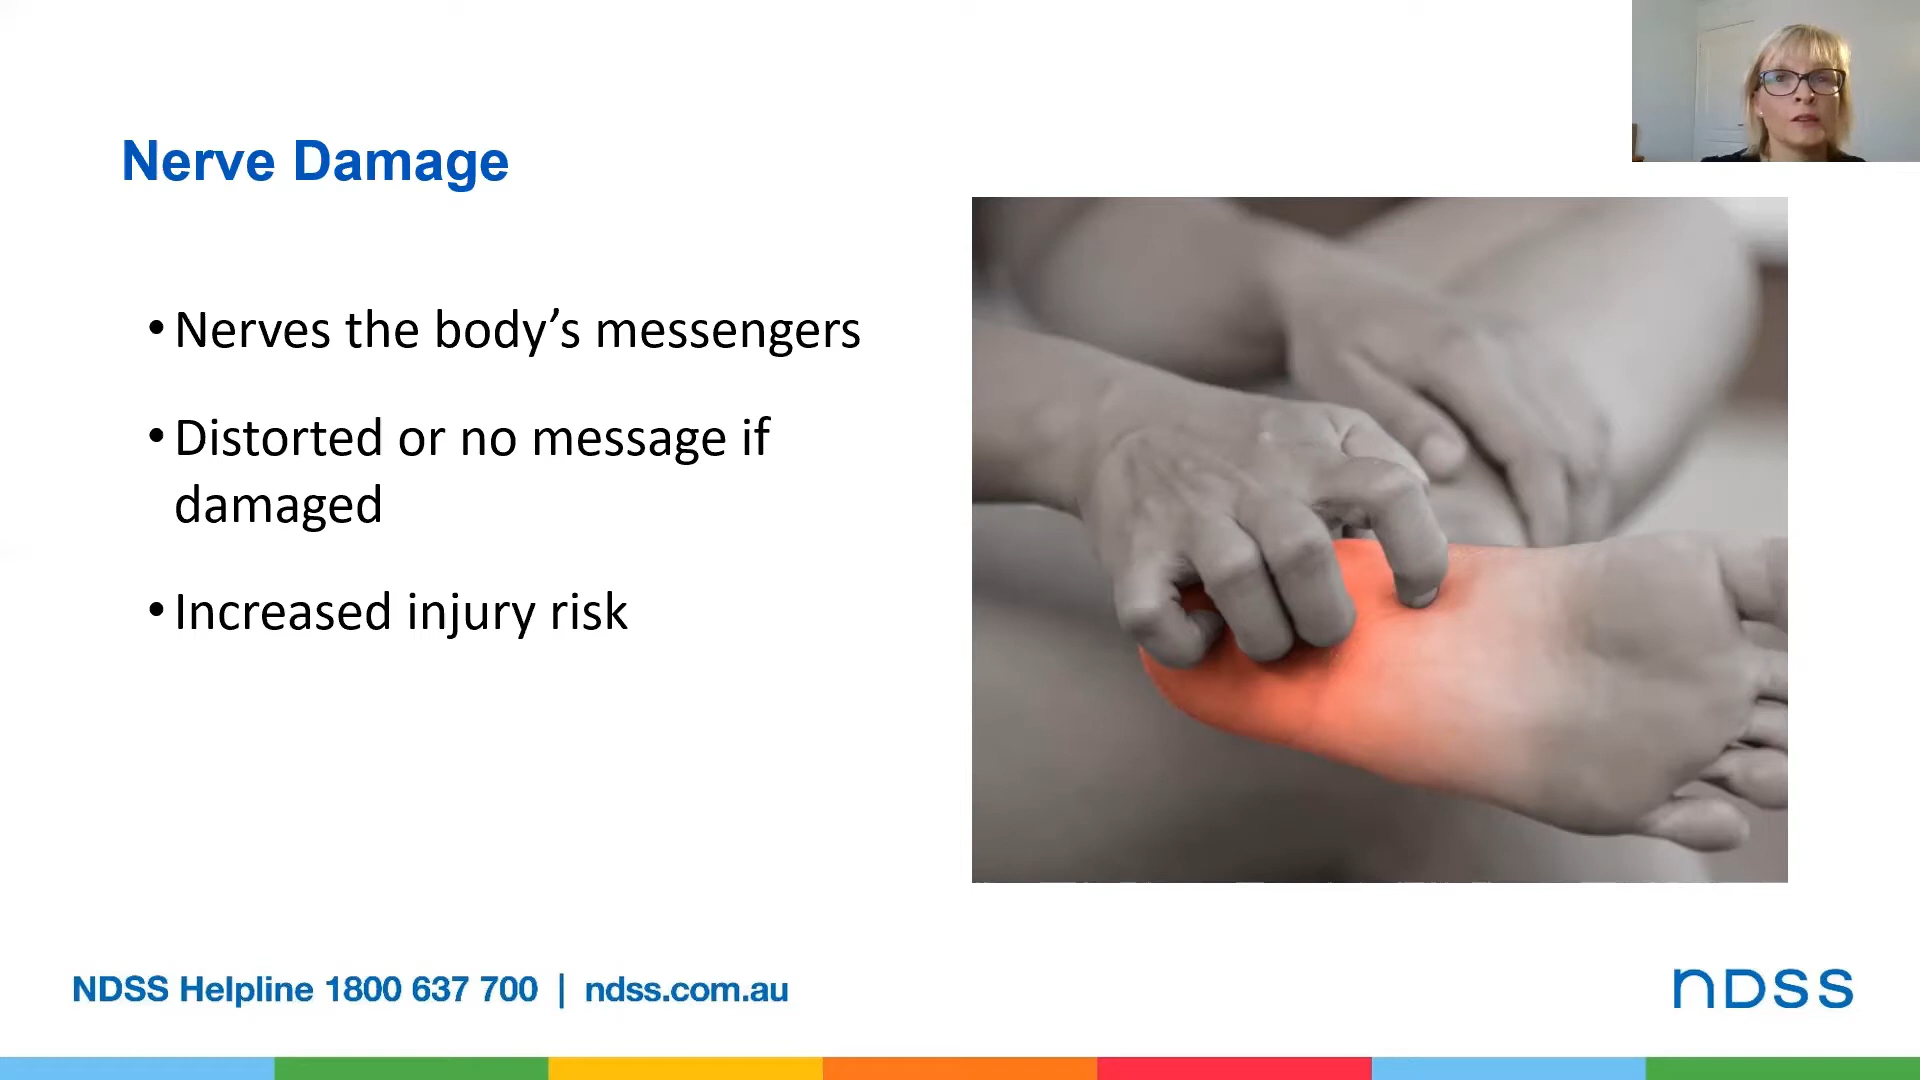 Nerve Damage
•Nerves the body’s messengers
•Distorted or no message if
damaged
•Increased injury risk
NDSS Helpline 1800 637 700 | ndss.com.au
NDSS